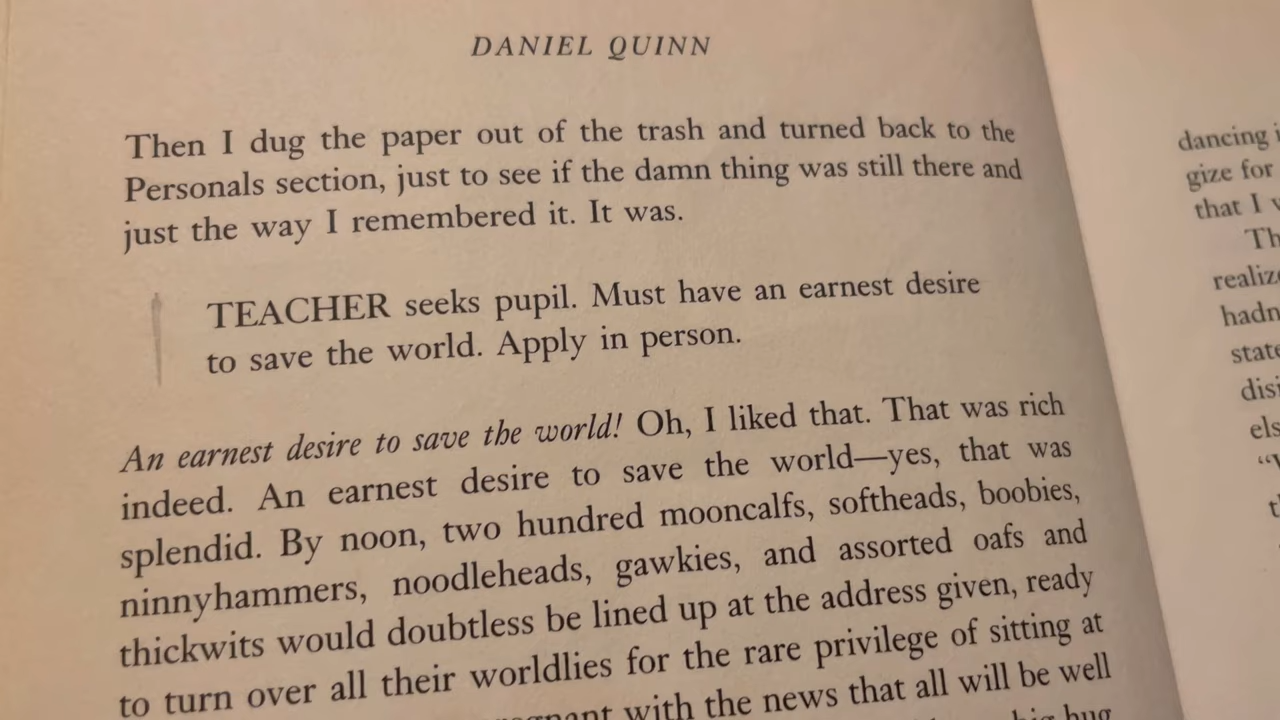 DANIEL QUINN
Then I dug the paper out of the trash and turned back to the
Personals section, just to see if the damn thing was still there and
just the way I remembered it. It was.
TEACHER seeks pupil. Must have an earnest desire
to save the world. Apply in person.
An earnest desire to save the world! Oh, I liked that. That was rich
indeed. An earnest desire to save the world—yes, that was
splendid. By noon, two hundred mooncalfs, softheads, boobies,
ninnyhammers, noodleheads, gawkies, and assorted oafs and
thickwits would doubtless be lined up at the address given, ready
to turn over all their worldlies for the rare privilege of sitting at
with the news that all will be well
big hug
dancing
gize for
that I